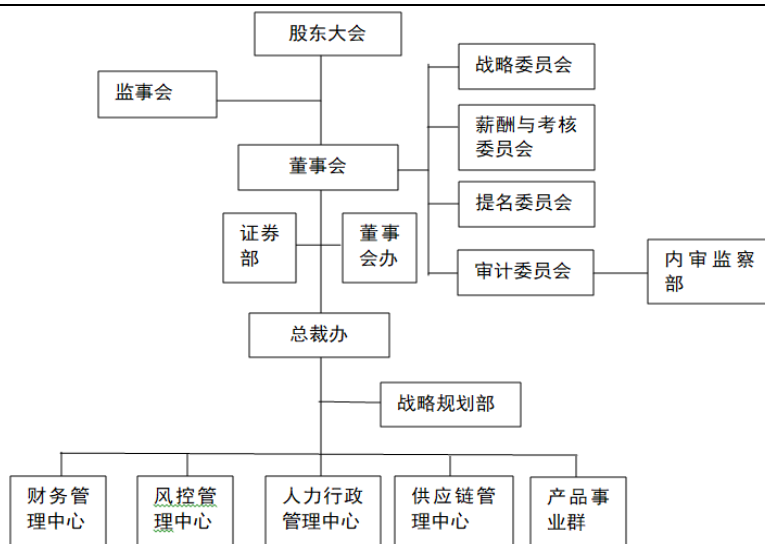 股东大会
监事会
战略委员会
薪酬与考核
委员会
董事会
提名委员会
证券
部
董事
会办
审计委员会
内审监察
部
总裁办
战略规划部
财务管
理中心
风控管
理中心
人力行政
管理中心
供应链管
理中心
产品事
业群